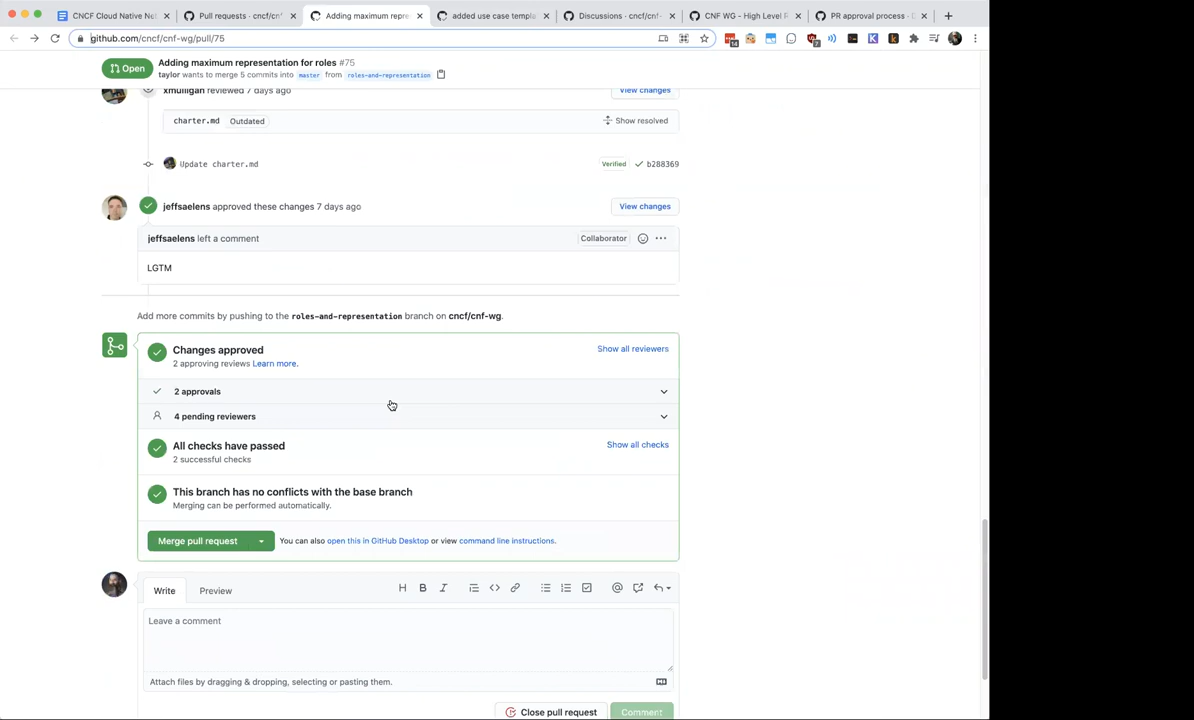 CNCF Cloud Native Net
Pull requests · cncf/cnf-
Adding maximum repre
added use case templ
Discussions · cncf/cnf-
CNF WG - High Level P
PR approval process - D
github.com/cncf/cnf-wg/pull/75
14
7
Open
Adding maximum representation for roles #75
taylor wants to merge 5 commits into master from roles-and-representation
xmulligan reviewed 7 days ago
View changes
charter.md Outdated
Show resolved
Update charter.md
Verified
b288369
jeffsaelens approved these changes 7 days ago
View changes
jeffsaelens left a comment
Collaborator
LGTM
Add more commits by pushing to the roles-and-representation branch on cncf/cnf-wg.
Changes approved
Show all reviewers
2 approving reviews Learn more.
2 approvals
4 pending reviewers
All checks have passed
Show all checks
2 successful checks
This branch has no conflicts with the base branch
Merging can be performed automatically.
Merge pull request
You can also open this in GitHub Desktop or view command line instructions.
Write
Preview
Leave a comment
Attach files by dragging & dropping, selecting or pasting them.
Close pull request
Comment